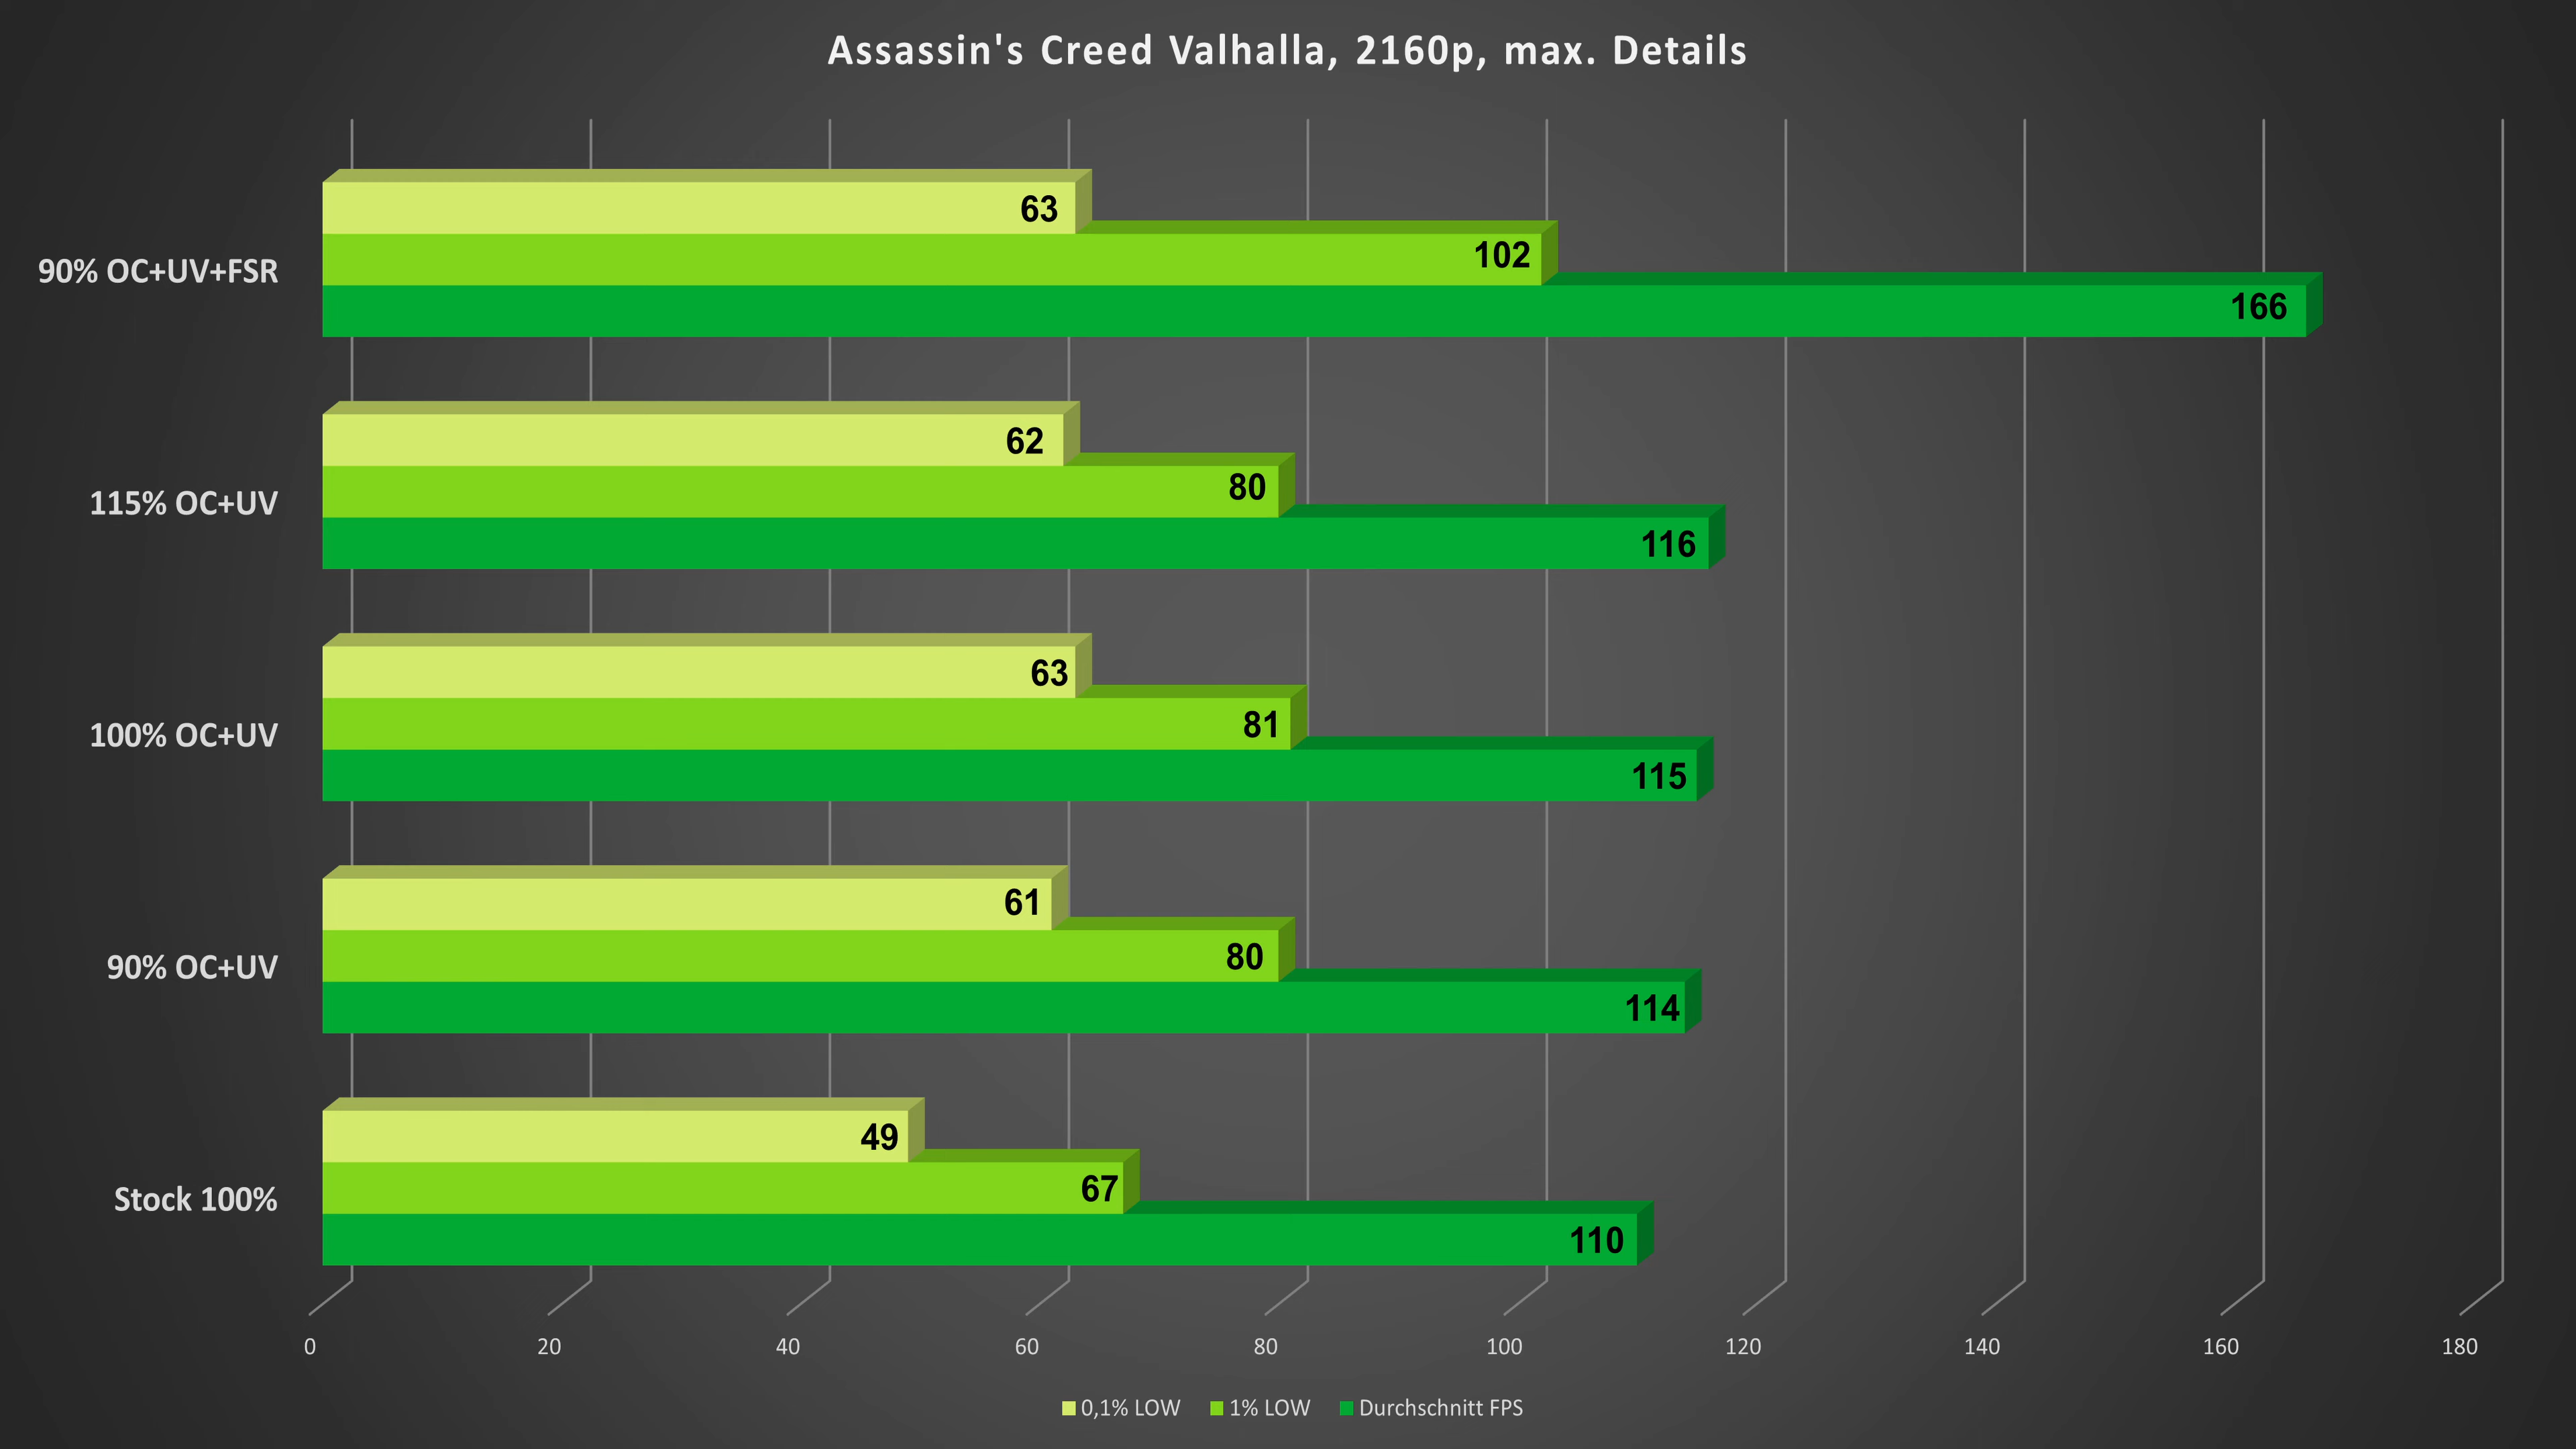 Assassin's Creed Valhalla, 2160p, max. Details
63
102
90% OC+UV+FSR
166
62
80
115% OC+UV
116
63
81
100% OC+UV
115
61
80
90% OC+UV
114
49
67
Stock 100%
110
0 20 40 60 80 100 120 140 160 180
0,1% LOW 1% LOW Durchschnitt FPS